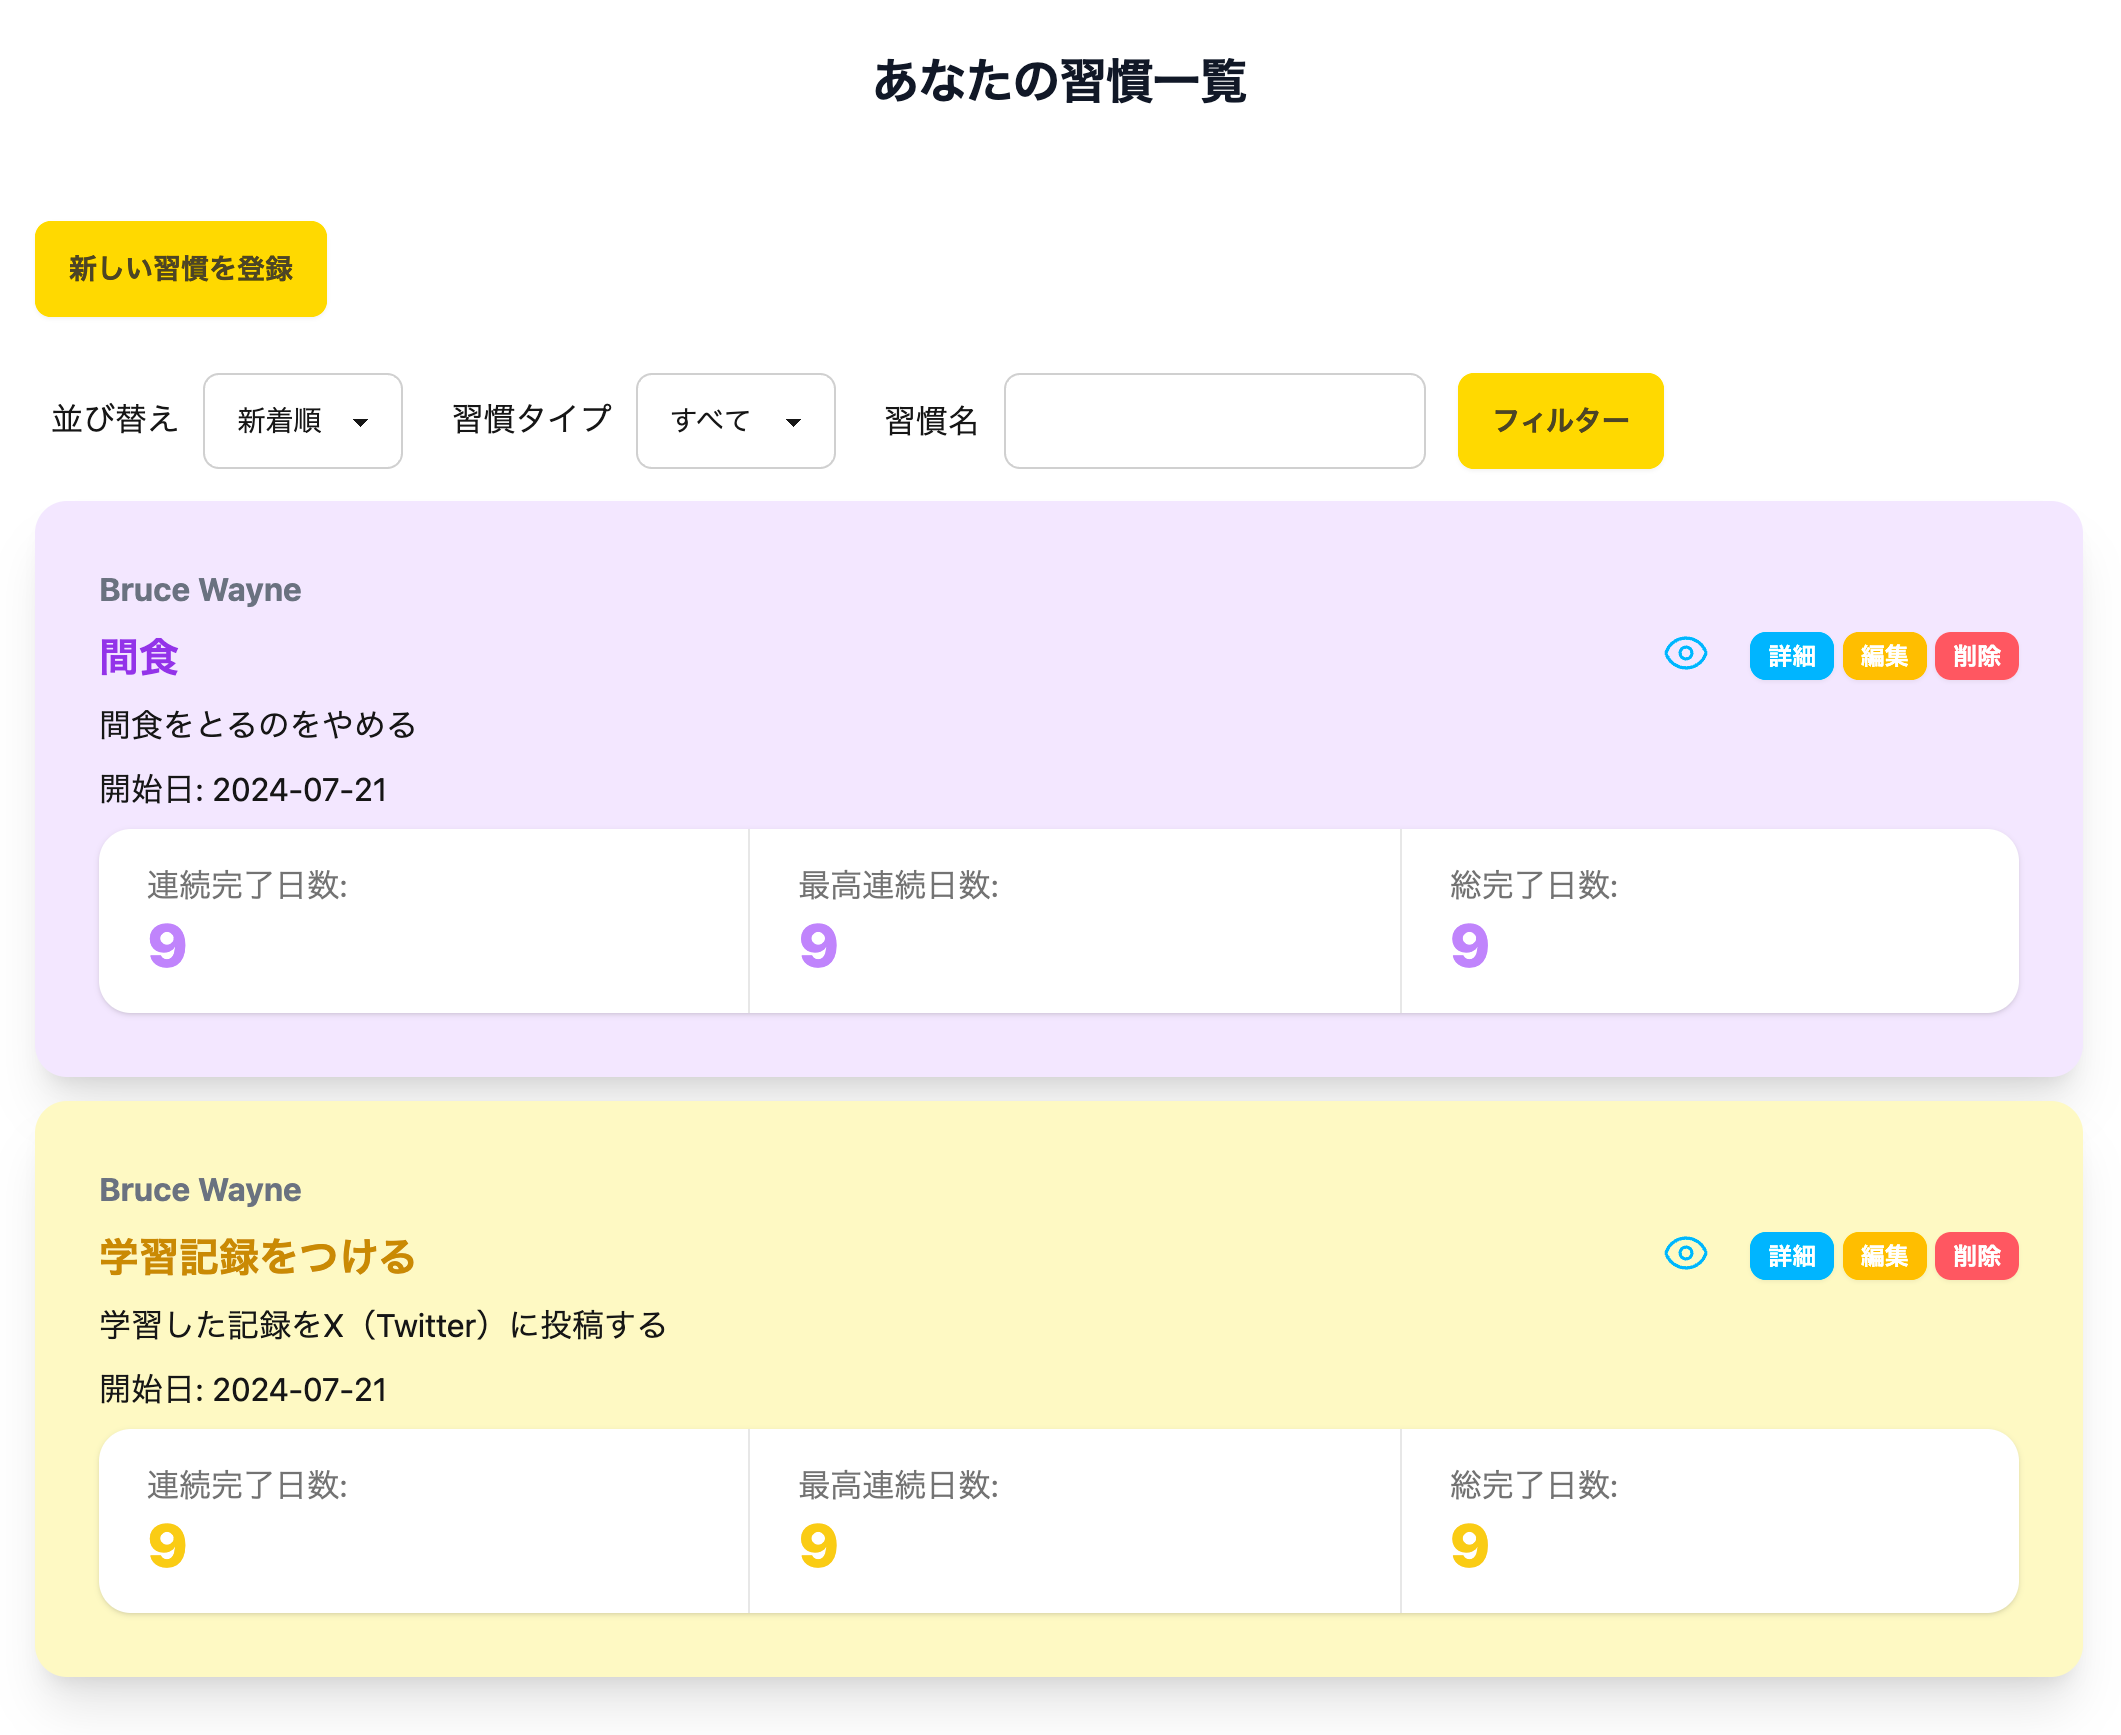 あなたの習慣一覧
新しい習慣を登録
並び替え 新着順 習慣タイプ すべて 習慣名 フィルター
Bruce Wayne
間食 詳細 編集 削除
間食をとるのをやめる
開始日: 2024-07-21
連続完了日数: 最高連続日数: 総完了日数:
9 9 9
Bruce Wayne
学習記録をつける 詳細 編集 削除
学習した記録をX（Twitter）に投稿する
開始日: 2024-07-21
連続完了日数: 最高連続日数: 総完了日数:
9 9 9